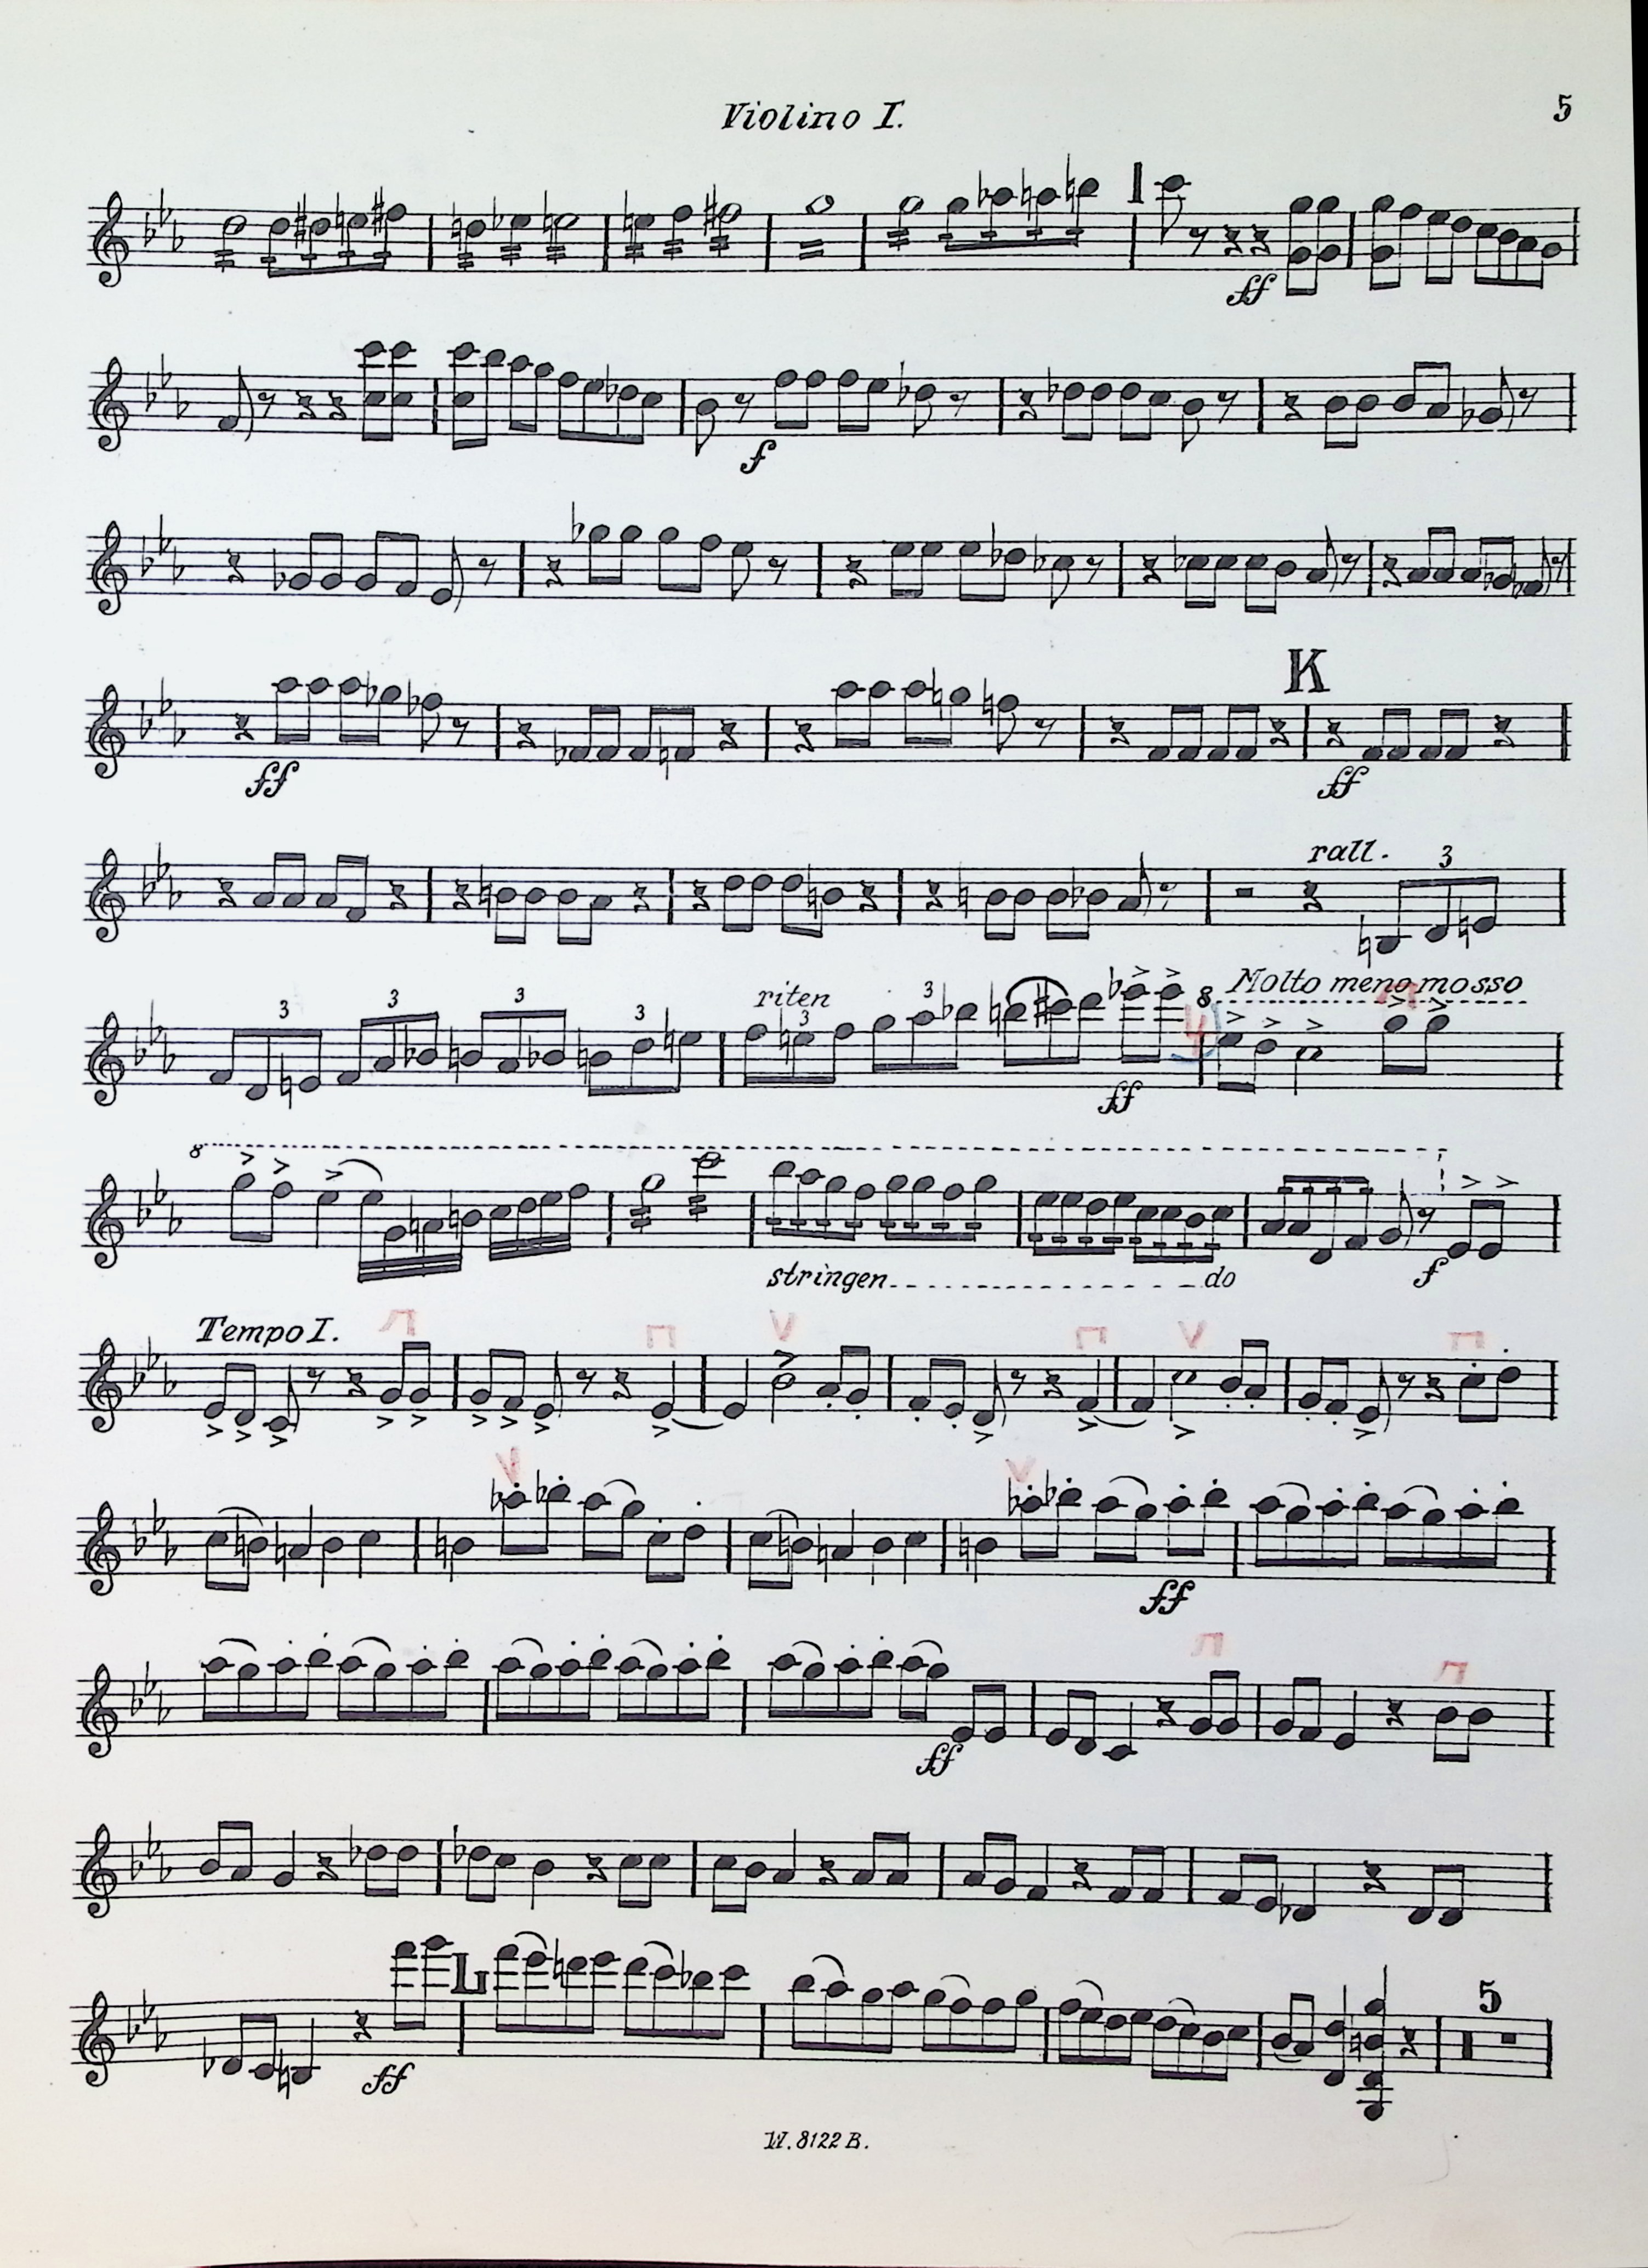 Violino I.
5
I
ff
f
K
ff
ff
rall.
3
3
3
3
3
riten
3
3
Molto meno mosso
8
4
ff
8
stringen
do
f
Tempo I.
ff
ff
L
ff
5
W. 8122 B.